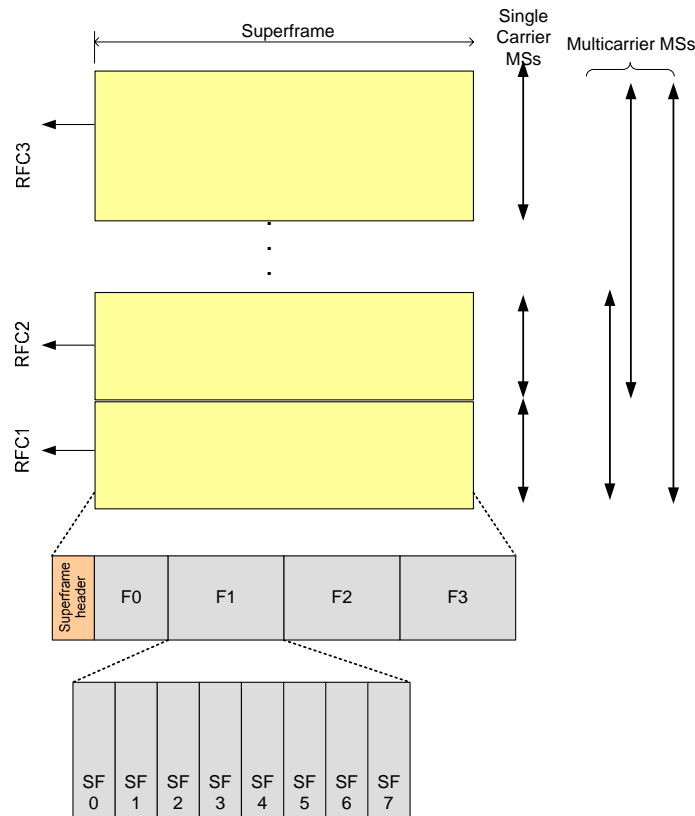 Superframe
Single
Carrier
MSs
Multicarrier MSs
RFC3
RFC2
RFC1
Superframe
header
F0
F1
F2
F3
SF
0
SF
1
SF
2
SF
3
SF
4
SF
5
SF
6
SF
7